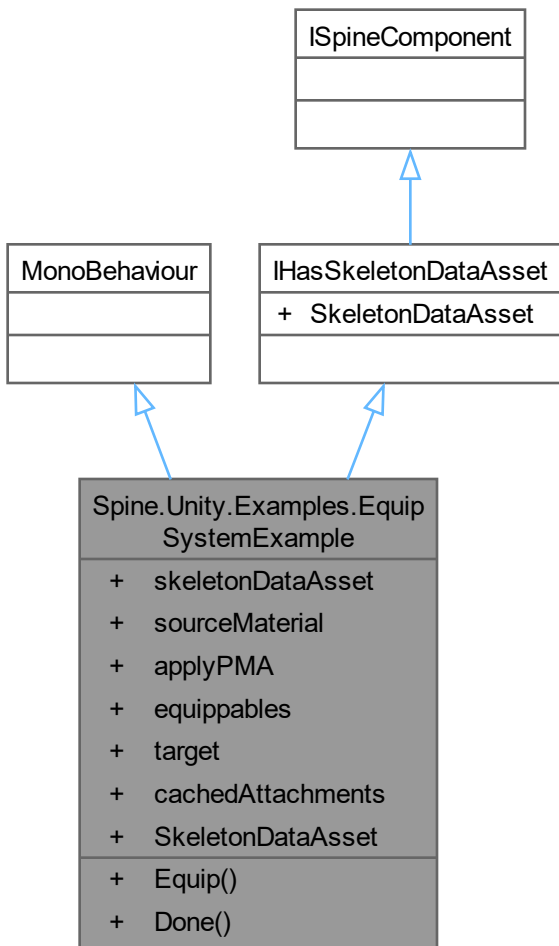 ISpineComponent
MonoBehaviour
IHasSkeletonDataAsset
+ SkeletonDataAsset
Spine.Unity.Examples.Equip
SystemExample
+ skeletonDataAsset
+ sourceMaterial
+ applyPMA
+ equippables
+ target
+ cachedAttachments
+ SkeletonDataAsset
+ Equip()
+ Done()